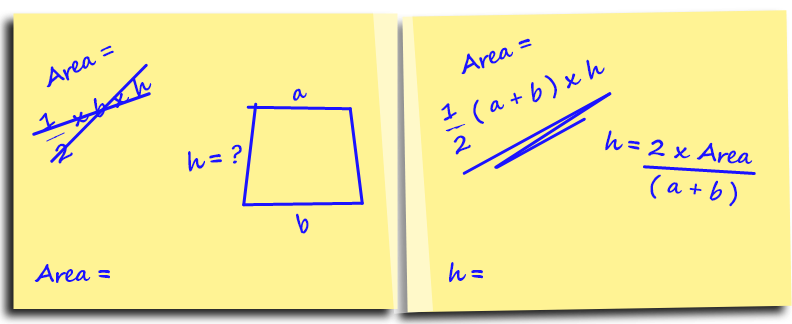 Area =
1/2 x b x h
a
h = ?
b
Area =
Area =
1/2 (a + b) x h
h = 2 x Area
(a + b)
h =